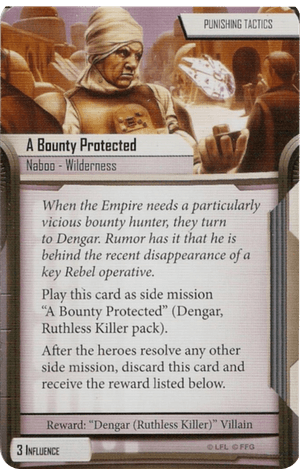 PUNISHING TACTICS
A Bounty Protected
Naboo - Wilderness
When the Empire needs a particularly
vicious bounty hunter, they turn
to Dengar. Rumor has it that he is
behind the recent disappearance of a
key Rebel operative.
Play this card as side mission
“A Bounty Protected” (Dengar,
Ruthless Killer pack).
After the heroes resolve any other
side mission, discard this card and
receive the reward listed below.
Reward: “Dengar (Ruthless Killer)” Villain
3 INFLUENCE
© LFL © FFG